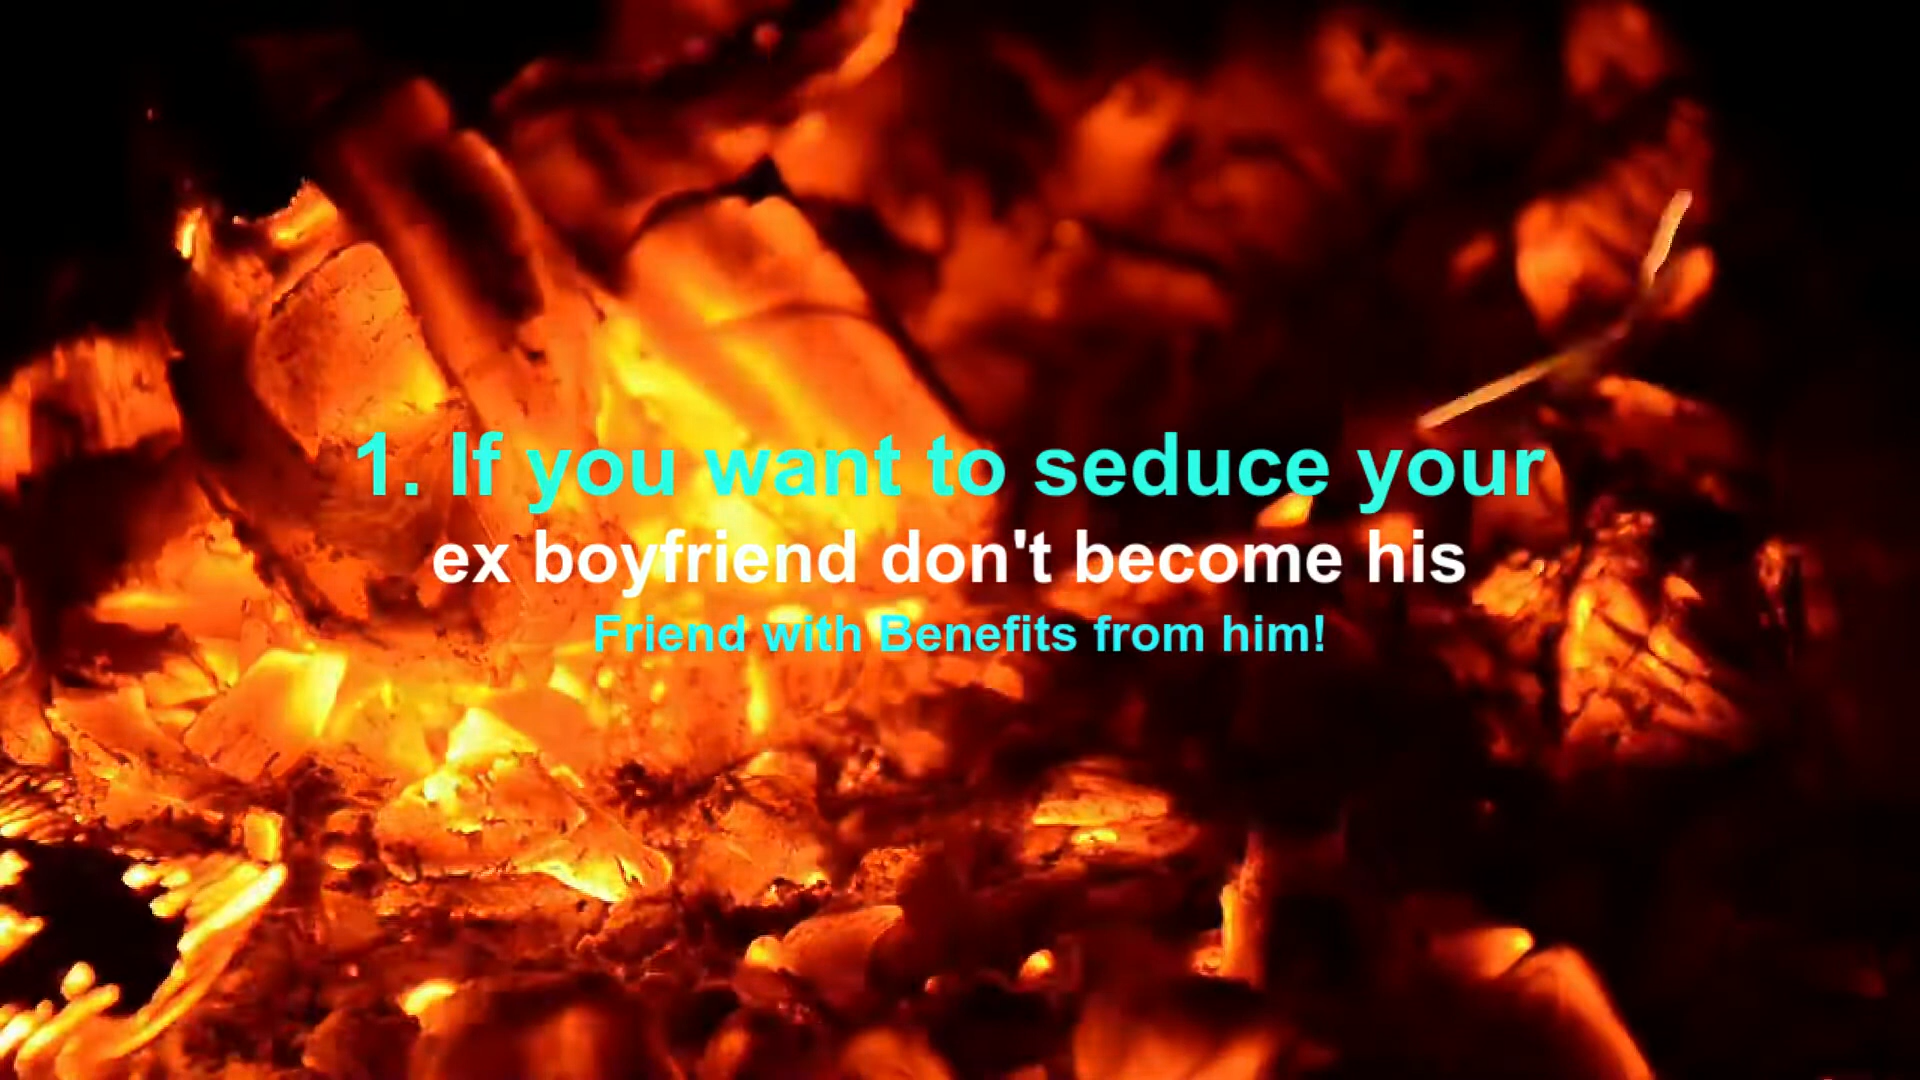 1. If you want to seduce your
ex boyfriend don't become his
Friend with Benefits from him!